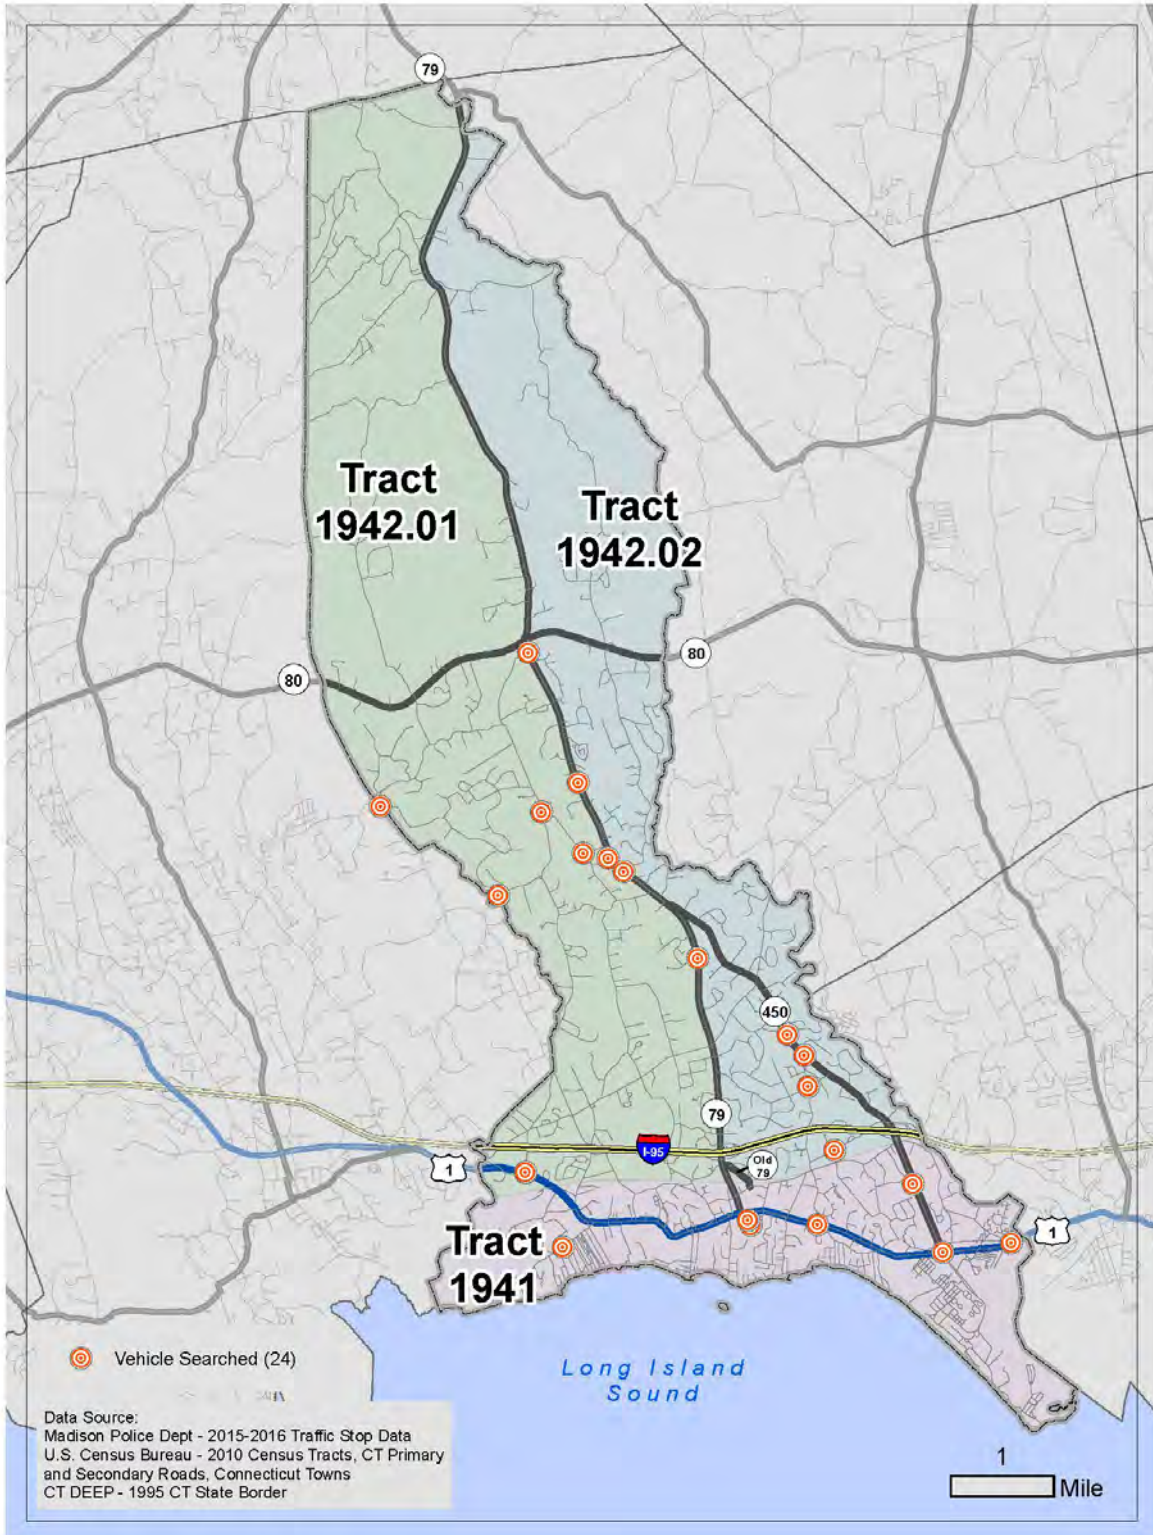 79
Tract
1942.01
Tract
1942.02
80
80
450
79
I-95
Old
79
1
1
Tract
1941
Vehicle Searched (24)
Long Island
Sound
Data Source:
Madison Police Dept - 2015-2016 Traffic Stop Data
U.S. Census Bureau - 2010 Census Tracts, CT Primary
and Secondary Roads, Connecticut Towns
CT DEEP - 1995 CT State Border
1
Mile